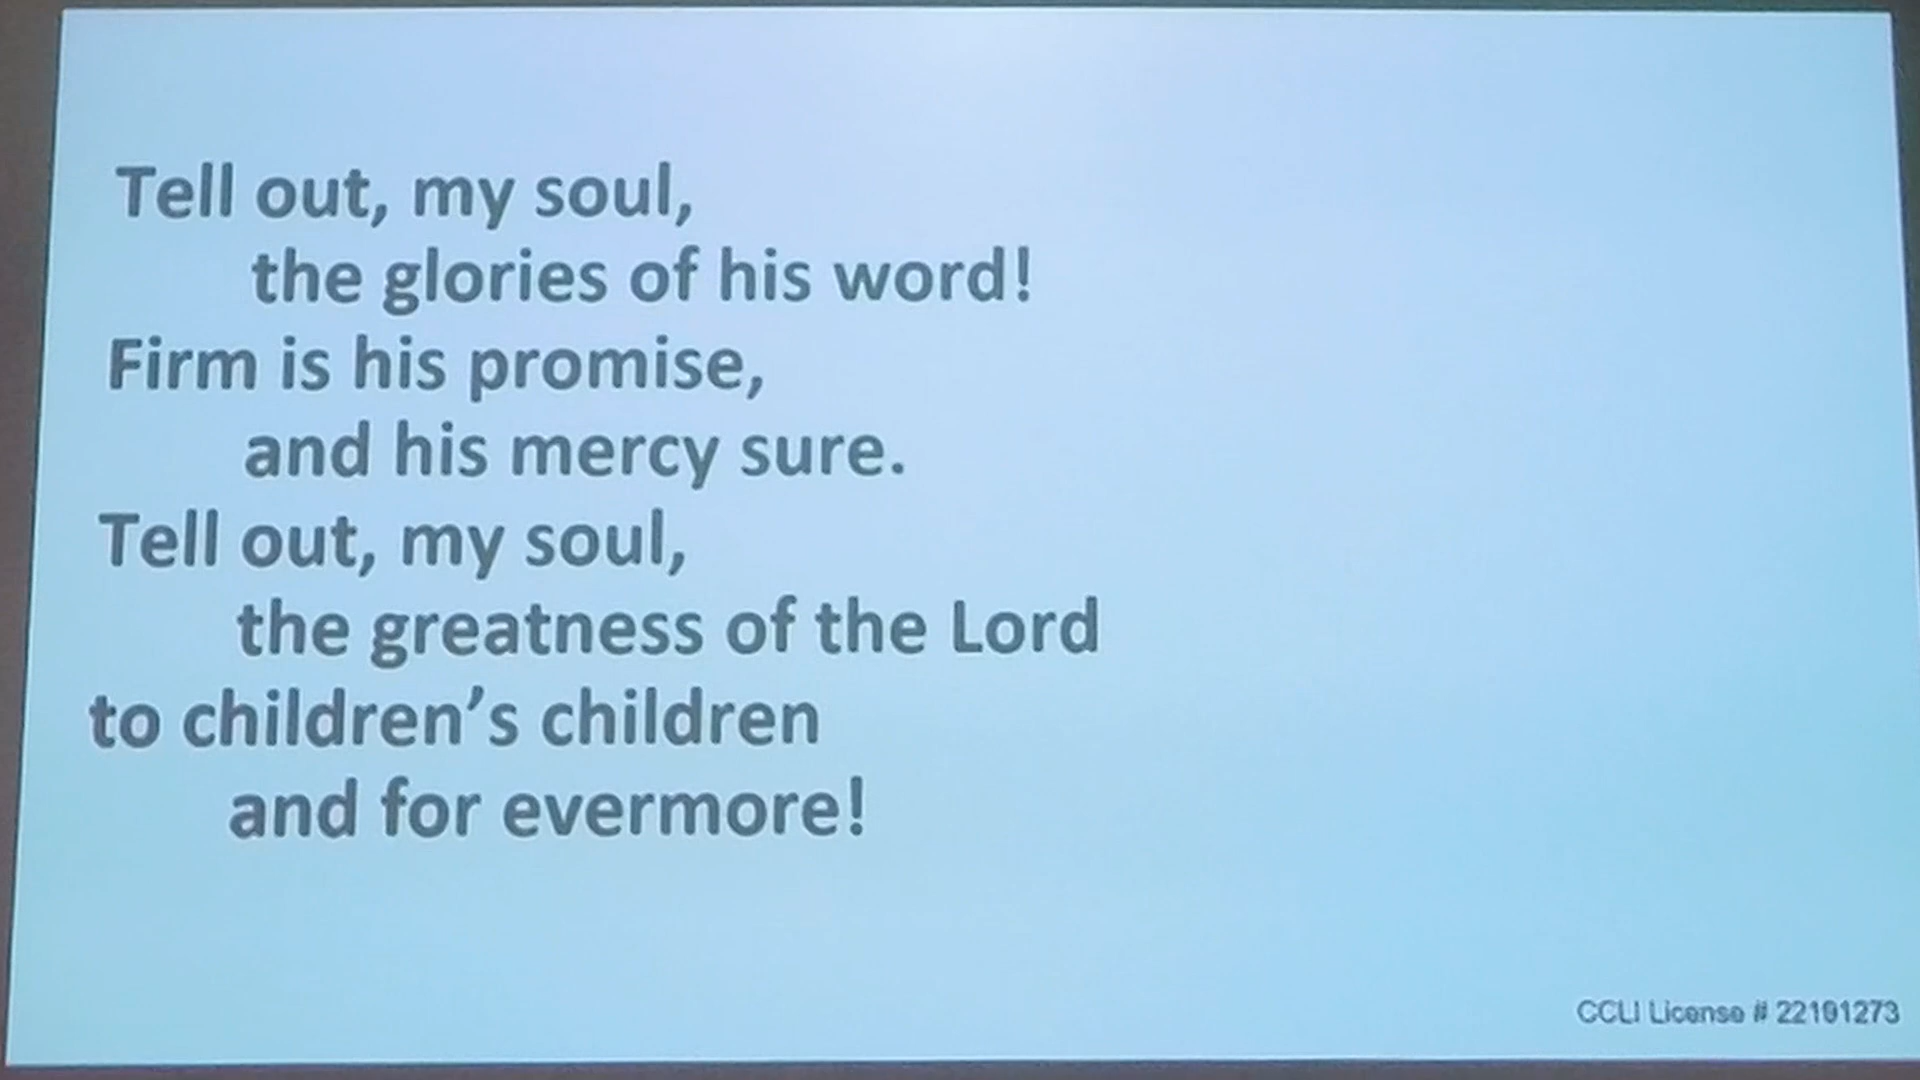 Tell out, my soul,
the glories of his word!
Firm is his promise,
and his mercy sure.
Tell out, my soul,
the greatness of the Lord
to children’s children
and for evermore!
CCLI License # 22191273